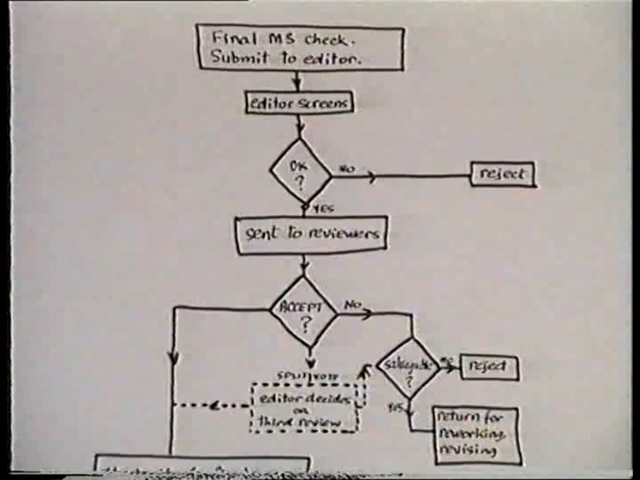 Final MS check.
Submit to editor.
editor screens
OK
?
NO
reject
YES
sent to reviewers
ACCEPT
?
NO
SPLIT VOTE
editor decides
on
third review
?
NO
reject
YES
return for
reworking
revising